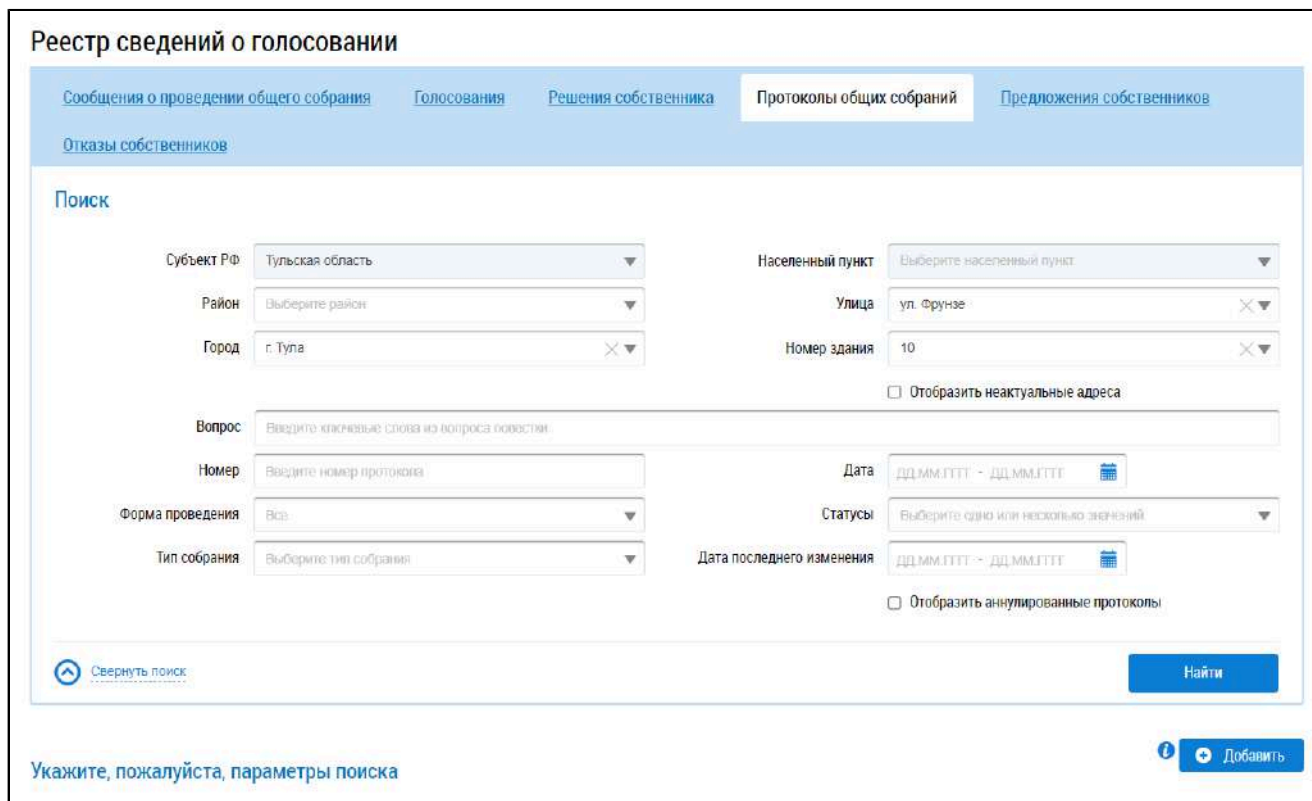 Реестр сведений о голосовании
Сообщения о проведении общего собрания Голосования Решения собственника Протоколы общих собраний Предложения собственников
Отказы собственников
Поиск
Субъект РФ Тульская область Населенный пункт Выберите населенный пункт
Район Выберите район Улица ул. Фрунзе
Город г. Тула Номер здания 10
Отобразить неактуальные адреса
Вопрос Введите ключевые слова из вопроса повестки
Номер Введите номер протокола Дата ДД.ММ.ГГГГ - ДД.ММ.ГГГГ
Форма проведения Все Статусы Выберите одно или несколько значений
Тип собрания Выберите тип собрания Дата последнего изменения ДД.ММ.ГГГГ - ДД.ММ.ГГГГ
Отобразить аннулированные протоколы
Свернуть поиск Найти
Укажите, пожалуйста, параметры поиска Добавить